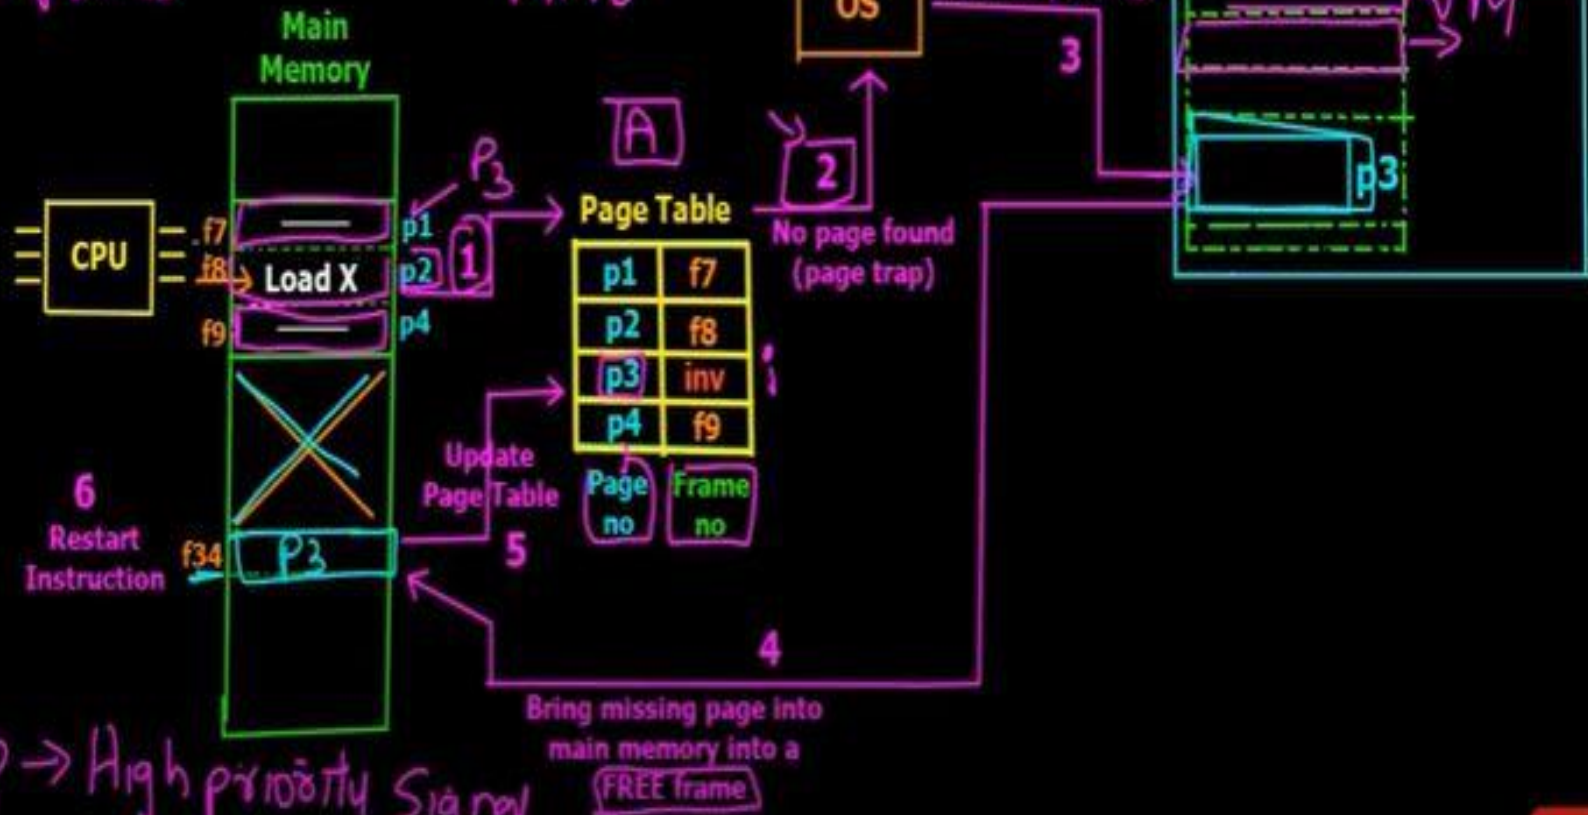 OS
Main
Memory
3
VM
A
P3
2
p3
CPU
f7
p1
Page Table
No page found
(page trap)
f8
Load X
p2
1
f9
p4
p1 f7
p2 f8
p3 inv
p4 f9
Update
Page Table
Page
no
Frame
no
5
6
Restart
Instruction
f34
P3
4
Bring missing page into
main memory into a
FREE frame
→ High priority Signal